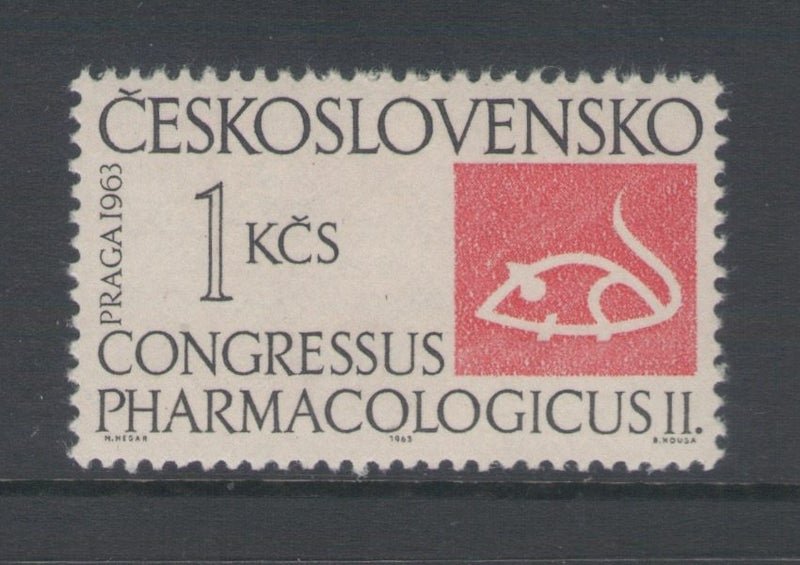 ČESKOSLOVENSKO
PRAGA 1963
1 KČS
CONGRESSUS
PHARMACOLOGICUS II.
M. HEGAR 1963 B. HOUSA